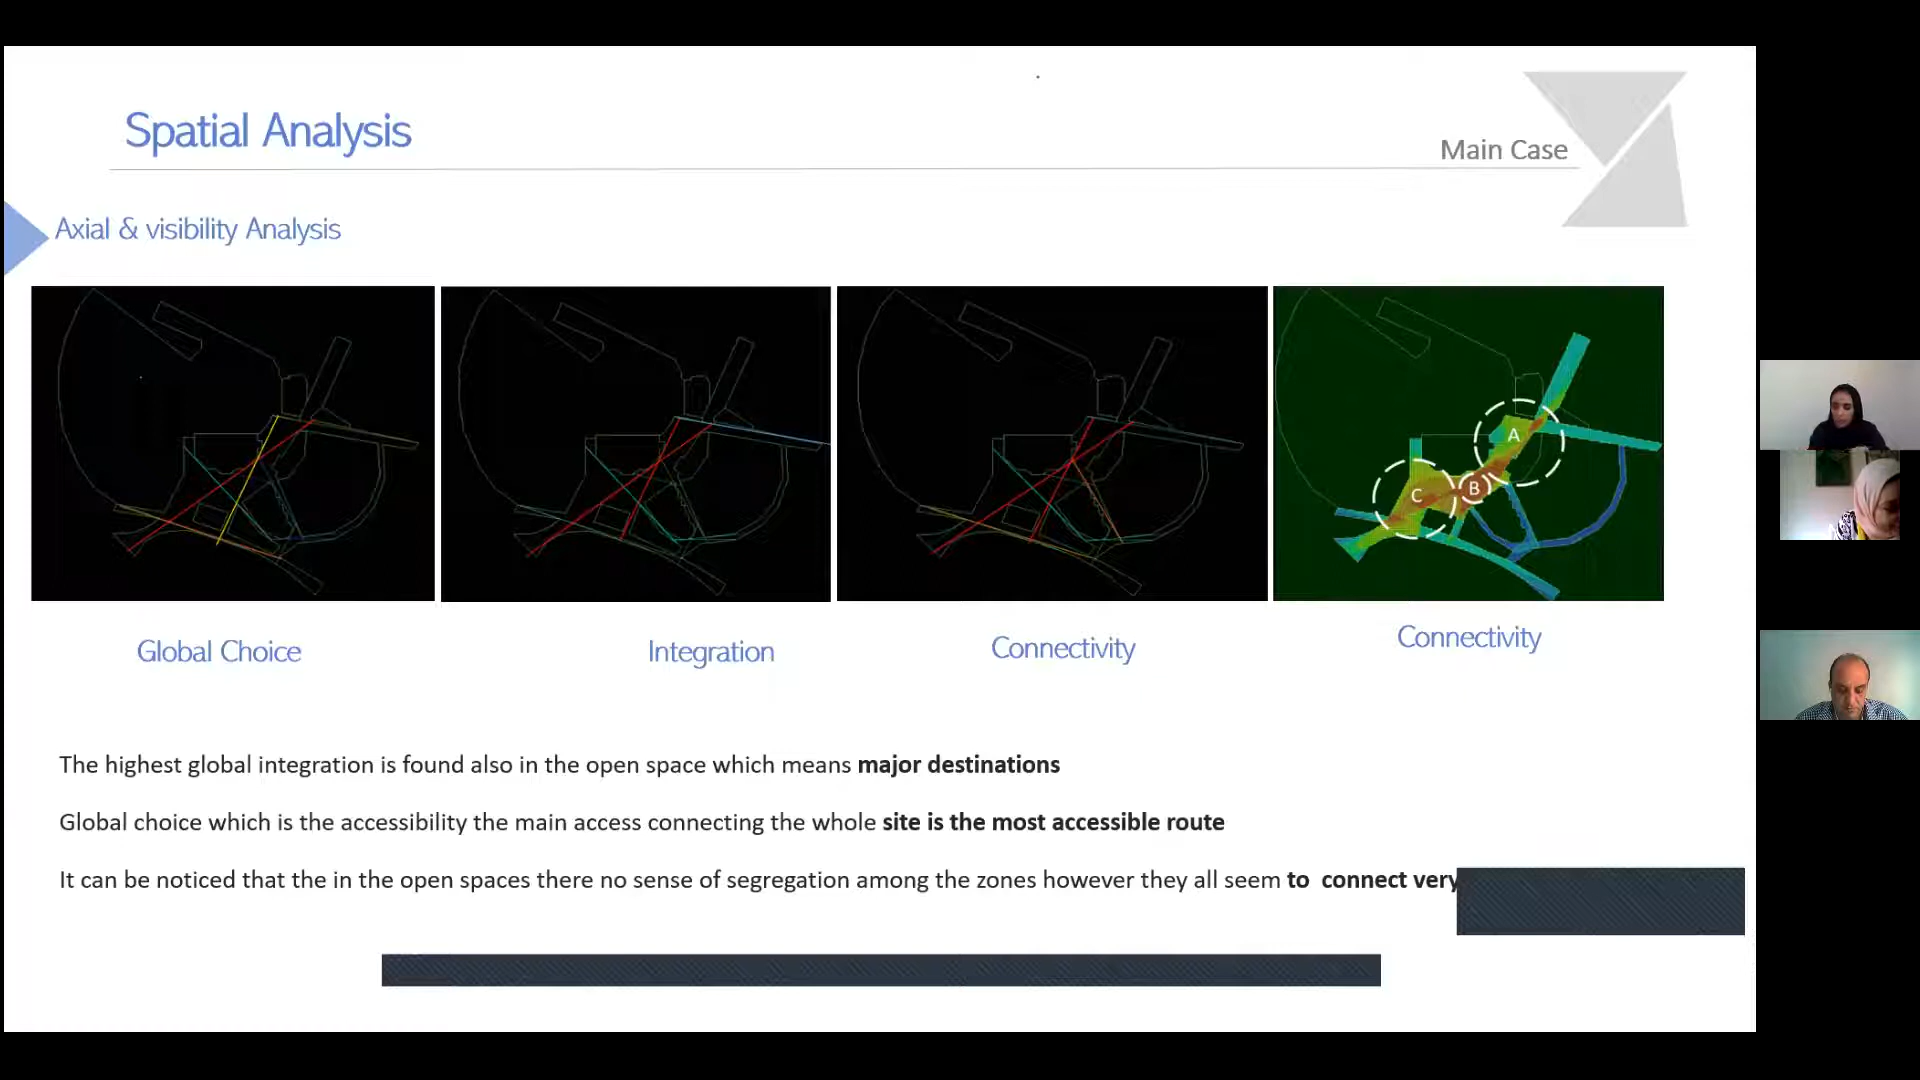 Spatial Analysis
Main Case
Axial & visibility Analysis
A
B
C
Global Choice
Integration
Connectivity
Connectivity
The highest global integration is found also in the open space which means major destinations
Global choice which is the accessibility the main access connecting the whole site is the most accessible route
It can be noticed that the in the open spaces there no sense of segregation among the zones however they all seem to connect very